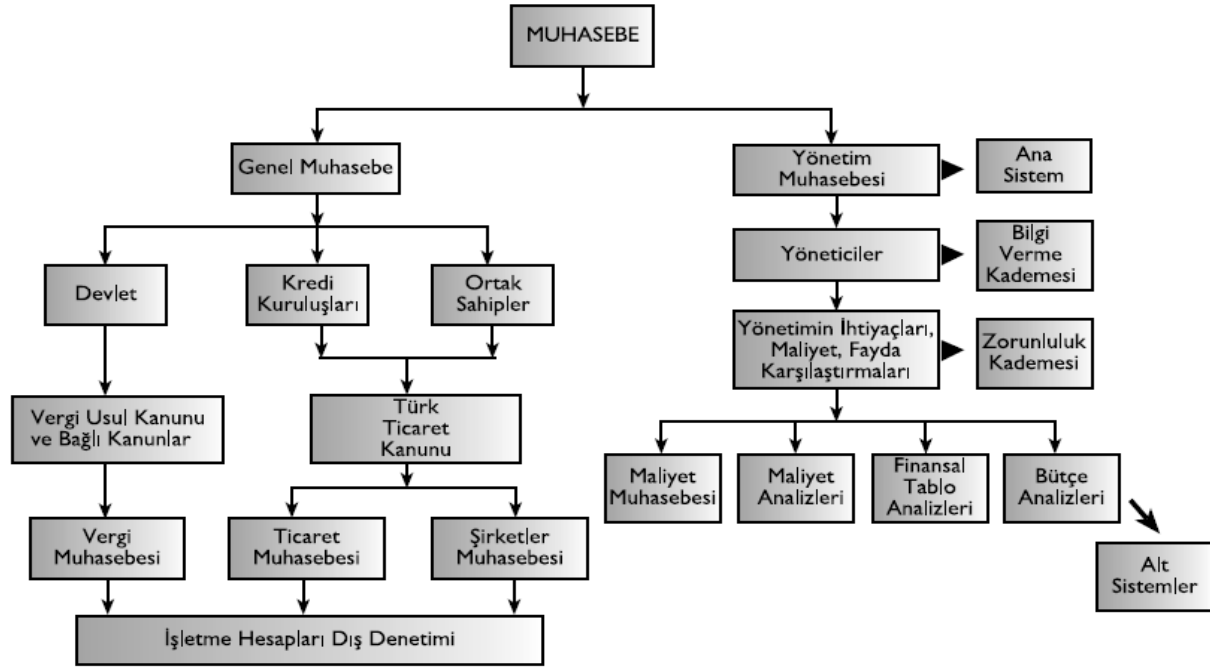 MUHASEBE
Genel Muhasebe
Yönetim
Muhasebesi
Ana
Sistem
Devlet
Kredi
Kuruluşları
Ortak
Sahipler
Yöneticiler
Bilgi
Verme
Kademesi
Yönetimin İhtiyaçları,
Maliyet, Fayda
Karşılaştırmaları
Zorunluluk
Kademesi
Vergi Usul Kanunu
ve Bağlı Kanunlar
Türk
Ticaret
Kanunu
Maliyet
Muhasebesi
Maliyet
Analizleri
Finansal
Tablo
Analizleri
Bütçe
Analizleri
Vergi
Muhasebesi
Ticaret
Muhasebesi
Şirketler
Muhasebesi
Alt
Sistemler
İşletme Hesapları Dış Denetimi